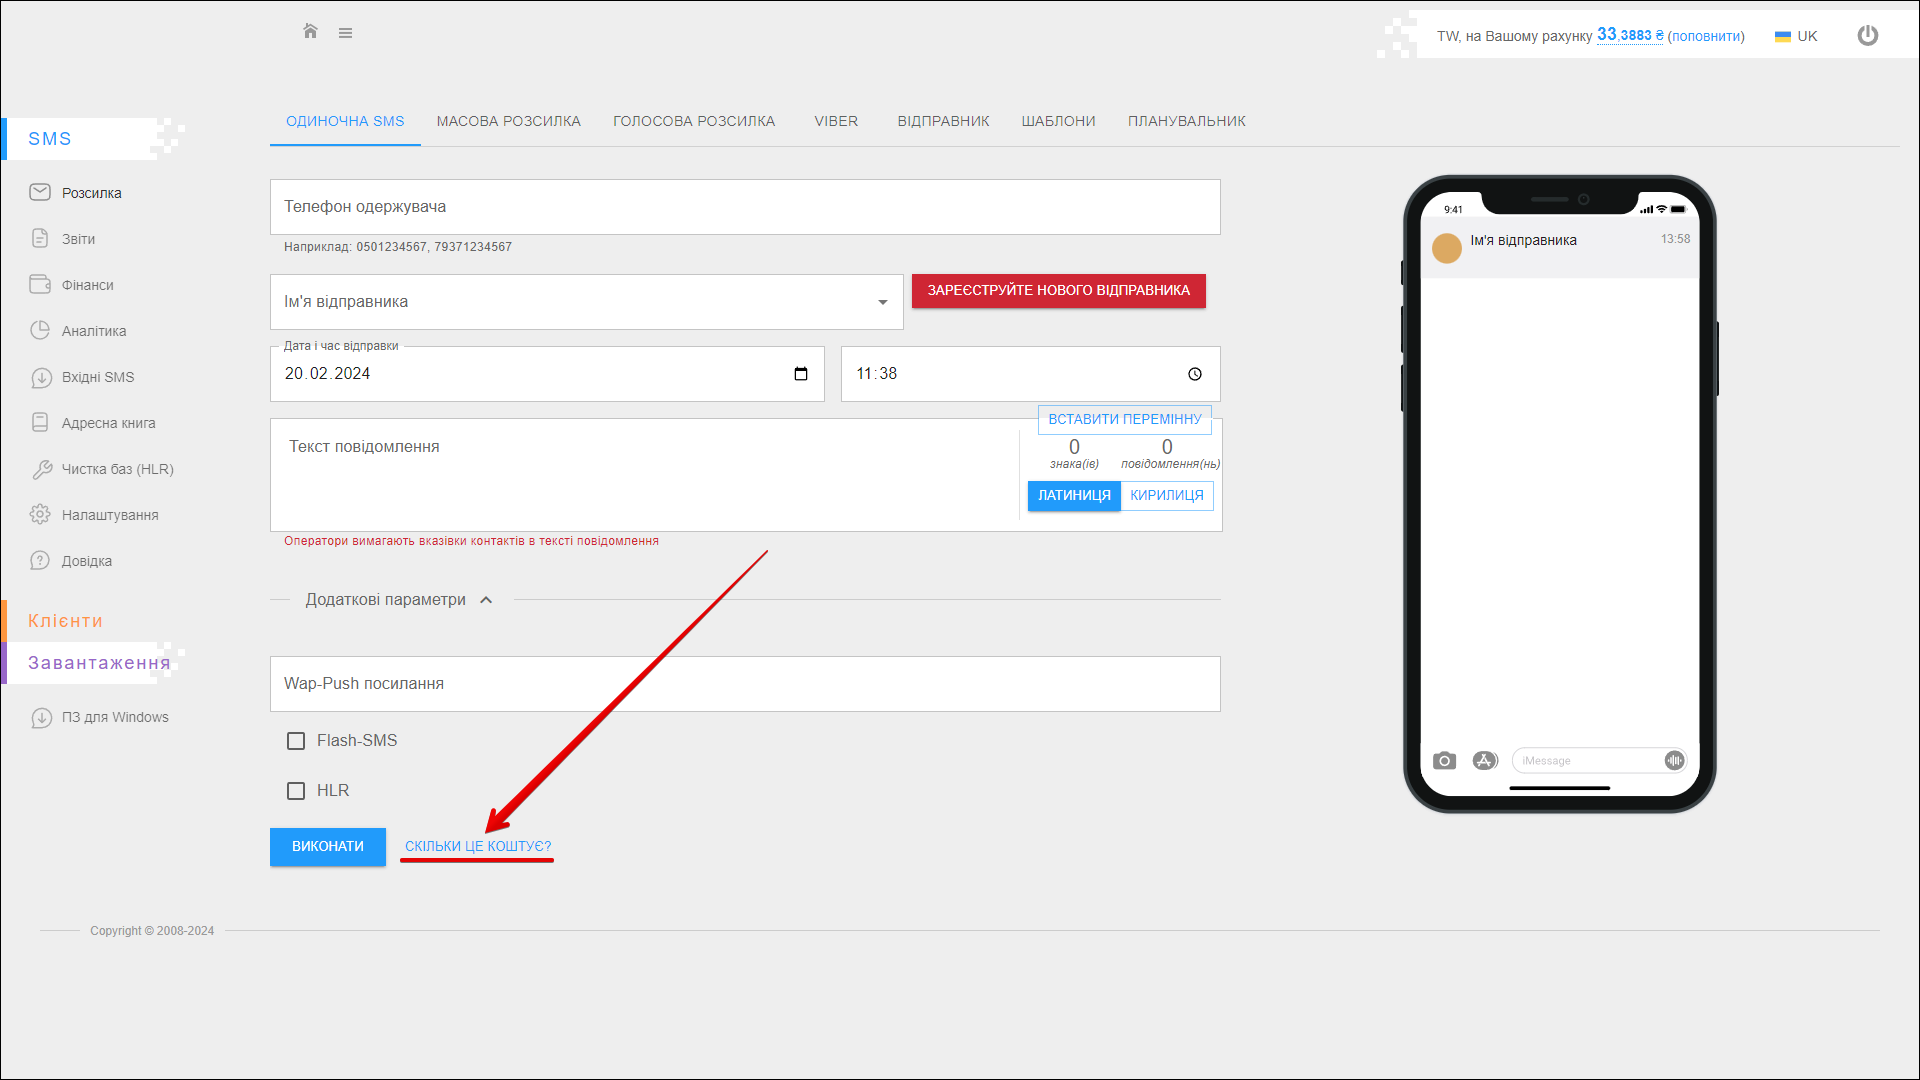 TW, на Вашому рахунку 33,3883 ₴ (поповнити)
UK
SMS
Розсилка
Звіти
Фінанси
Аналітика
Вхідні SMS
Адресна книга
Чистка баз (HLR)
Налаштування
Довідка
Клієнти
Завантаження
ПЗ для Windows
ОДИНОЧНА SMS
МАСОВА РОЗСИЛКА
ГОЛОСОВА РОЗСИЛКА
VIBER
ВІДПРАВНИК
ШАБЛОНИ
ПЛАНУВАЛЬНИК
Телефон одержувача
Наприклад: 0501234567, 79371234567
Ім'я відправника
ЗАРЕЄСТРУЙТЕ НОВОГО ВІДПРАВНИКА
Дата і час відправки
20.02.2024
11:38
Текст повідомлення
ВСТАВИТИ ПЕРЕМІННУ
0
знака(ів)
0
повідомлення(нь)
ЛАТИНИЦЯ
КИРИЛИЦЯ
Оператори вимагають вказівки контактів в тексті повідомлення
Додаткові параметри
Wap-Push посилання
Flash-SMS
HLR
ВИКОНАТИ
СКІЛЬКИ ЦЕ КОШТУЄ?
9:41
Ім'я відправника
13:58
iMessage
Copyright © 2008-2024